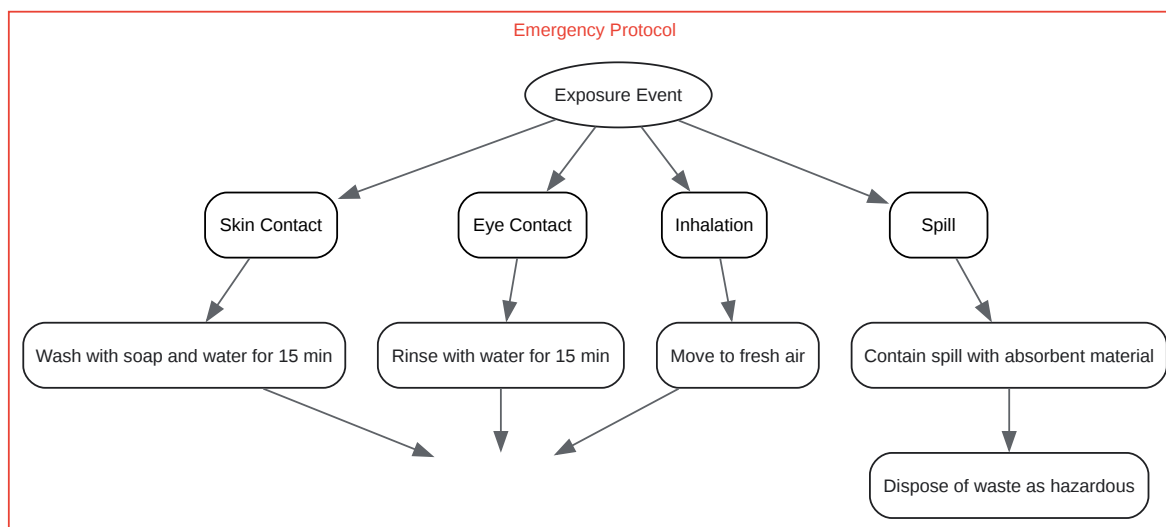 Emergency Protocol
Exposure Event
Skin Contact
Eye Contact
Inhalation
Spill
Wash with soap and water for 15 min
Rinse with water for 15 min
Move to fresh air
Contain spill with absorbent material
Dispose of waste as hazardous